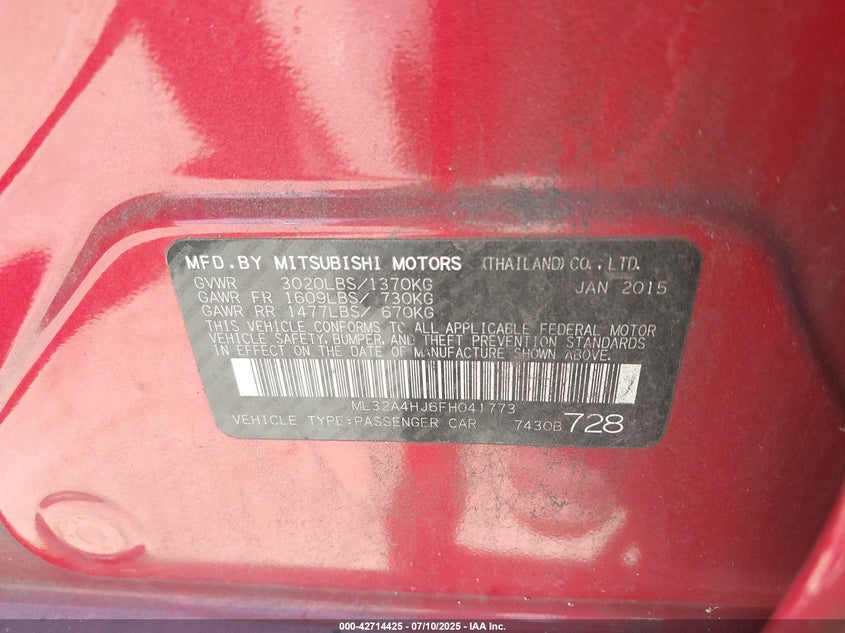 MFD.BY MITSUBISHI MOTORS (THAILAND)CO.,LTD.
GVWR 3020LBS/1370KG JAN 2015
GAWR FR 1609LBS/ 730KG
GAWR RR 1477LBS/ 670KG
THIS VEHICLE CONFORMS TO ALL APPLICABLE FEDERAL MOTOR
VEHICLE SAFETY, BUMPER, AND THEFT PREVENTION STANDARDS
IN EFFECT ON THE DATE OF MANUFACTURE SHOWN ABOVE.
ML32A4HJ6FH041773
VEHICLE TYPE:PASSENGER CAR 7430B 728
000-42714425 | 07/10/2025 - IAA Inc.